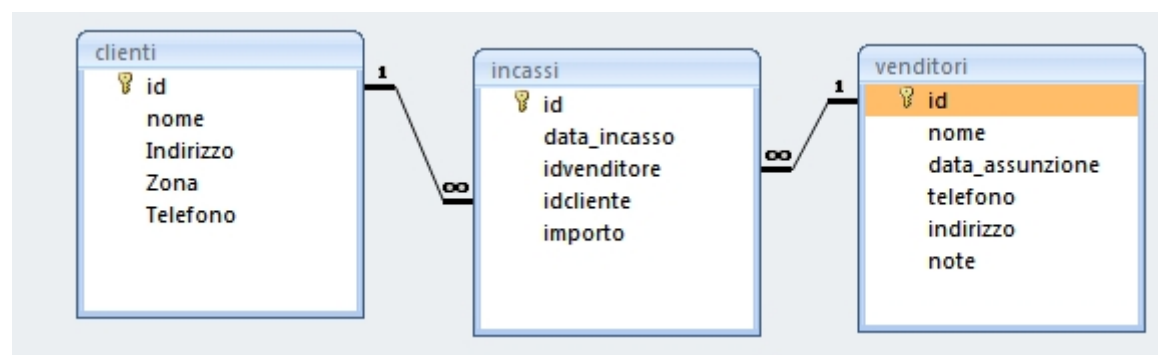 clienti
id
nome
Indirizzo
Zona
Telefono
1
∞
incassi
id
data_incasso
idvenditore
idcliente
importo
∞
1
venditori
id
nome
data_assunzione
telefono
indirizzo
note